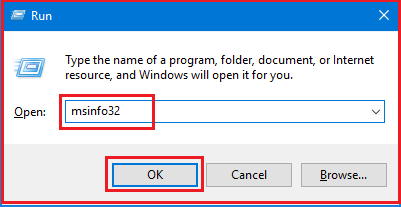 Run
Type the name of a program, folder, document, or Internet
resource, and Windows will open it for you.
Open: msinfo32
OK Cancel Browse...